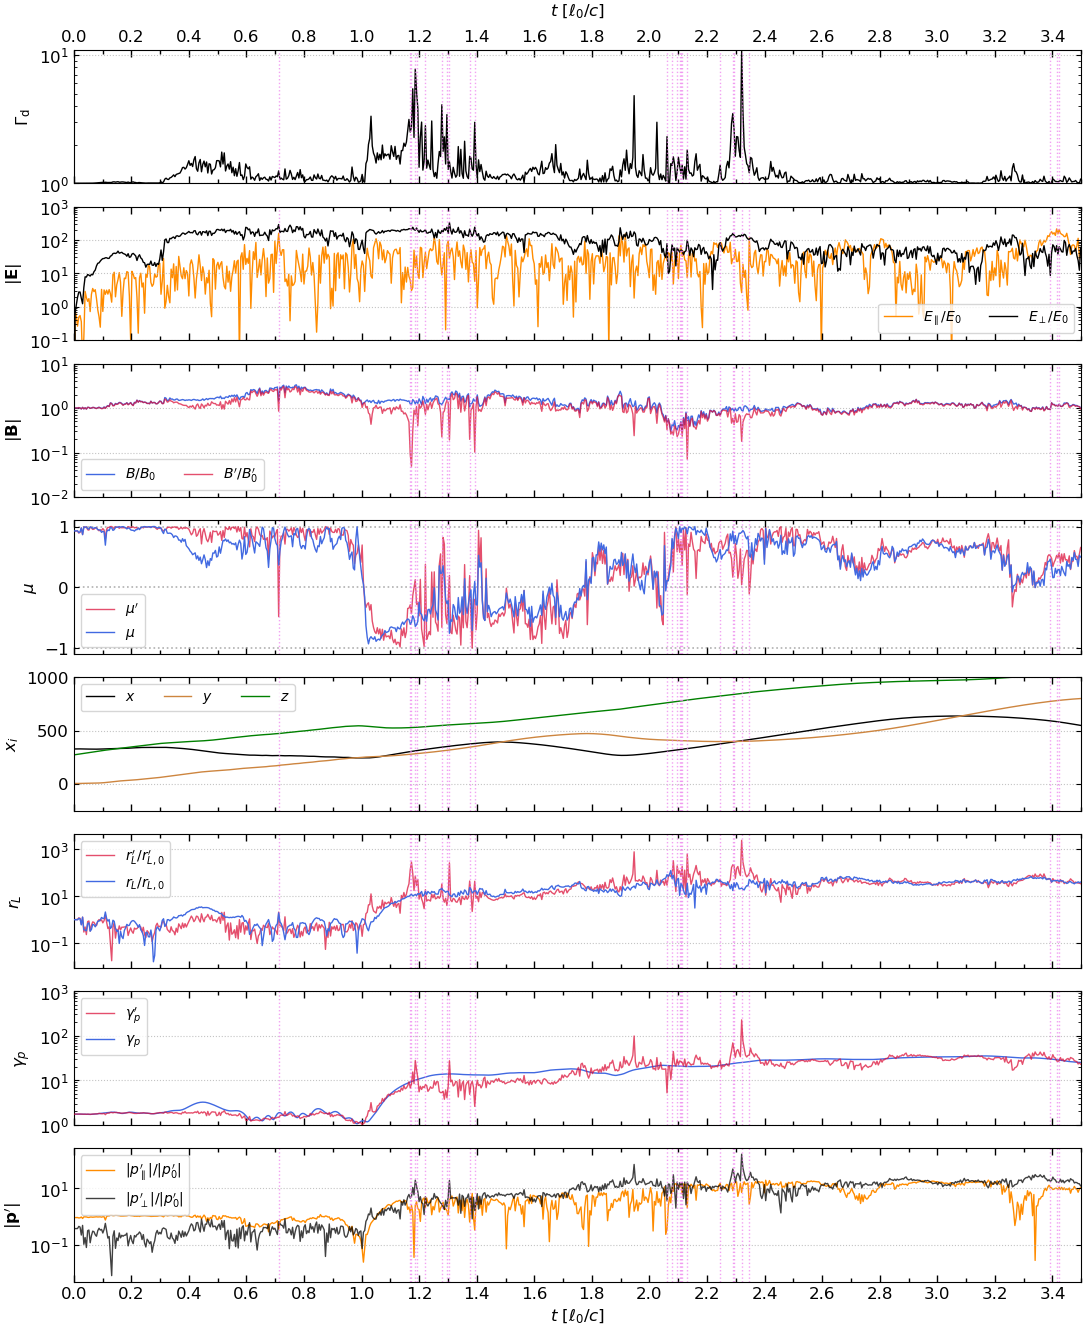 t [ℓ₀/c]
0.0 0.2 0.4 0.6 0.8 1.0 1.2 1.4 1.6 1.8 2.0 2.2 2.4 2.6 2.8 3.0 3.2 3.4
10¹
Γ_d
10⁰
10³
10²
|E|
10¹
10⁰
10⁻¹
E_∥/E₀ E_⊥/E₀
10¹
10⁰
|B|
10⁻¹
10⁻²
B/B₀ B′/B′₀
1
0
μ
−1
μ′
μ
1000
500
x_i
0
x y z
10³
10¹
r_L
10⁻¹
r′_L/r′_{L,0}
r_L/r_{L,0}
10³
10²
γ_p
10¹
10⁰
γ′_p
γ_p
10¹
|p′|
10⁻¹
|p′_∥|/|p′₀|
|p′_⊥|/|p′₀|
0.0 0.2 0.4 0.6 0.8 1.0 1.2 1.4 1.6 1.8 2.0 2.2 2.4 2.6 2.8 3.0 3.2 3.4
t [ℓ₀/c]